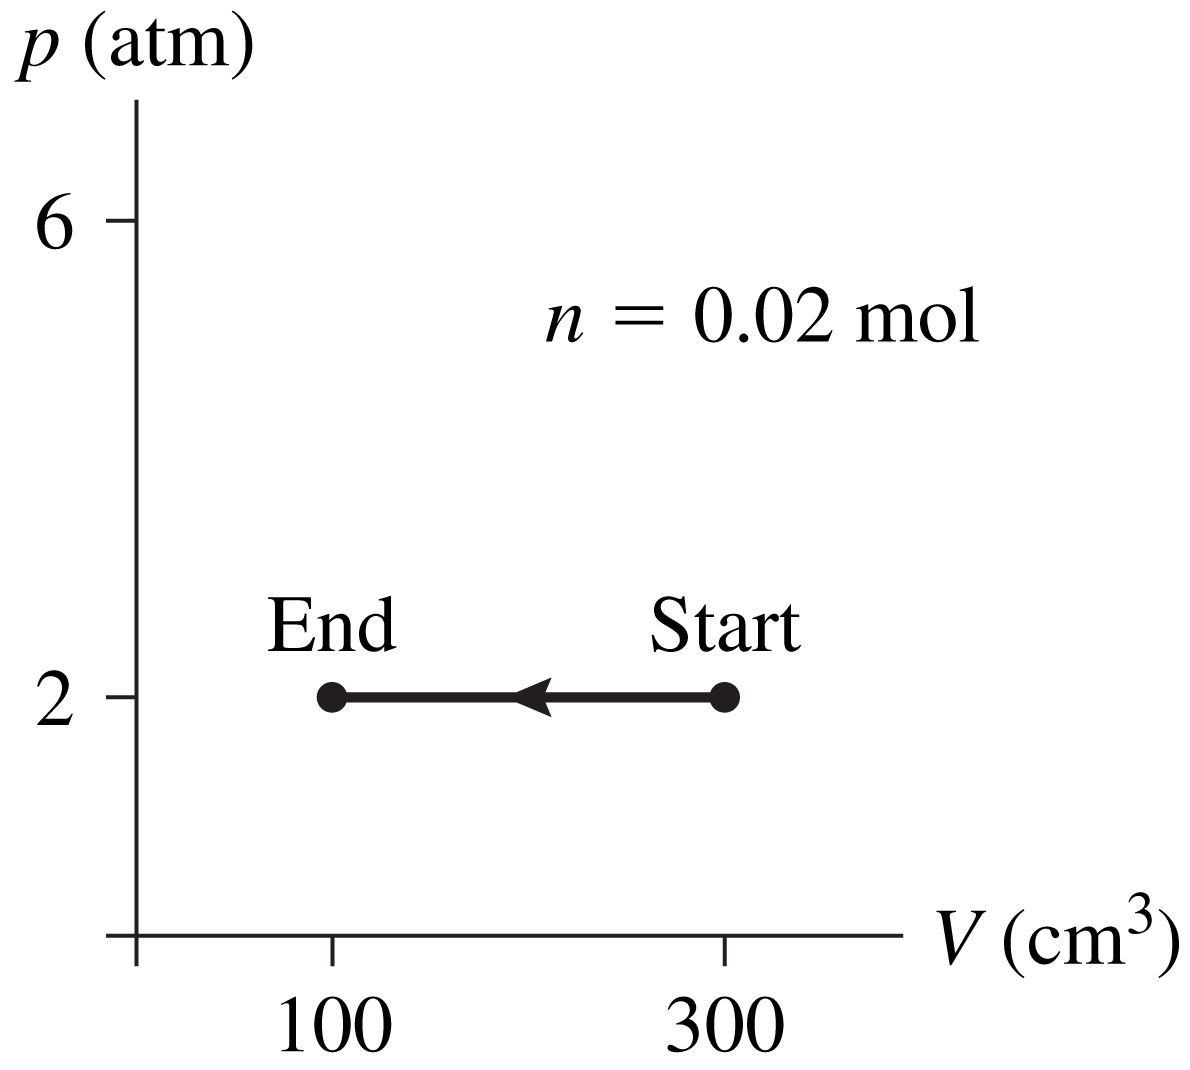 p (atm)
6
n = 0.02 mol
End
Start
2
V (cm³)
100
300